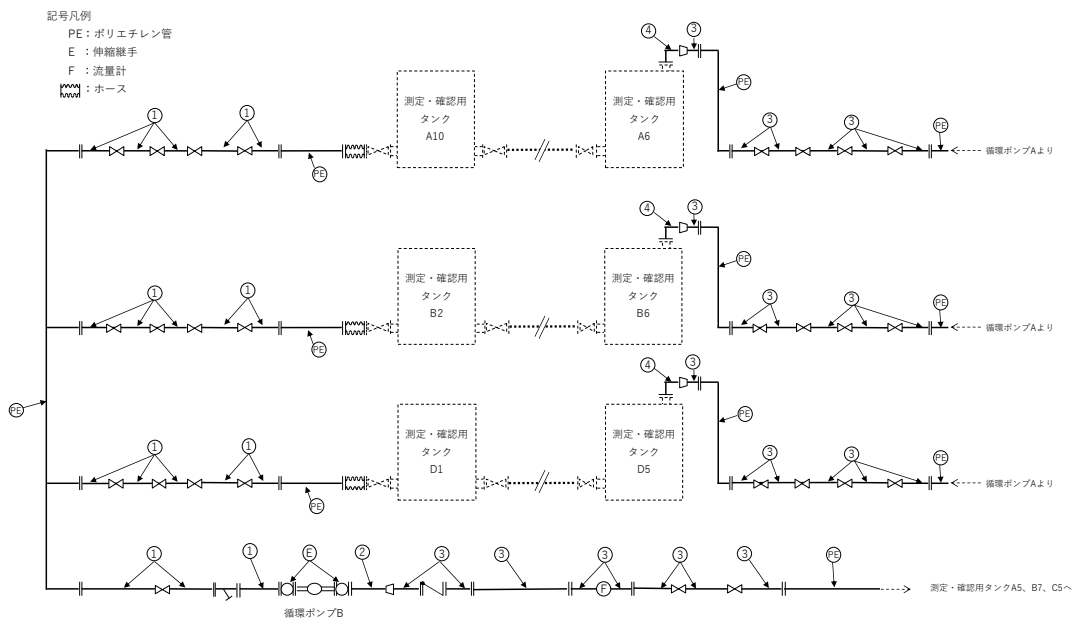 記号凡例
PE：ポリエチレン管
E ：伸縮継手
F ：流量計
：ホース
4 3
測定・確認用
タンク
A10
測定・確認用
タンク
A6
PE
1 1 3 3 PE
循環ポンプAより
PE
4 3
測定・確認用
タンク
B2
測定・確認用
タンク
B6
PE
1 1 3 3 PE
循環ポンプAより
PE
4 3
測定・確認用
タンク
D1
測定・確認用
タンク
D5
PE
PE
1 1 3 3 PE
循環ポンプAより
PE
1 1 E 2 3 3 3 3 3 PE
F
測定・確認用タンクA5、B7、C5へ
循環ポンプB